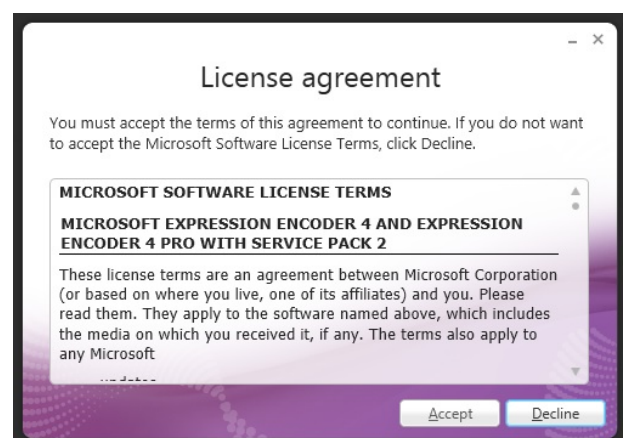 License agreement
You must accept the terms of this agreement to continue. If you do not want
to accept the Microsoft Software License Terms, click Decline.
MICROSOFT SOFTWARE LICENSE TERMS
MICROSOFT EXPRESSION ENCODER 4 AND EXPRESSION
ENCODER 4 PRO WITH SERVICE PACK 2
These license terms are an agreement between Microsoft Corporation
(or based on where you live, one of its affiliates) and you. Please
read them. They apply to the software named above, which includes
the media on which you received it, if any. The terms also apply to
any Microsoft
Accept Decline